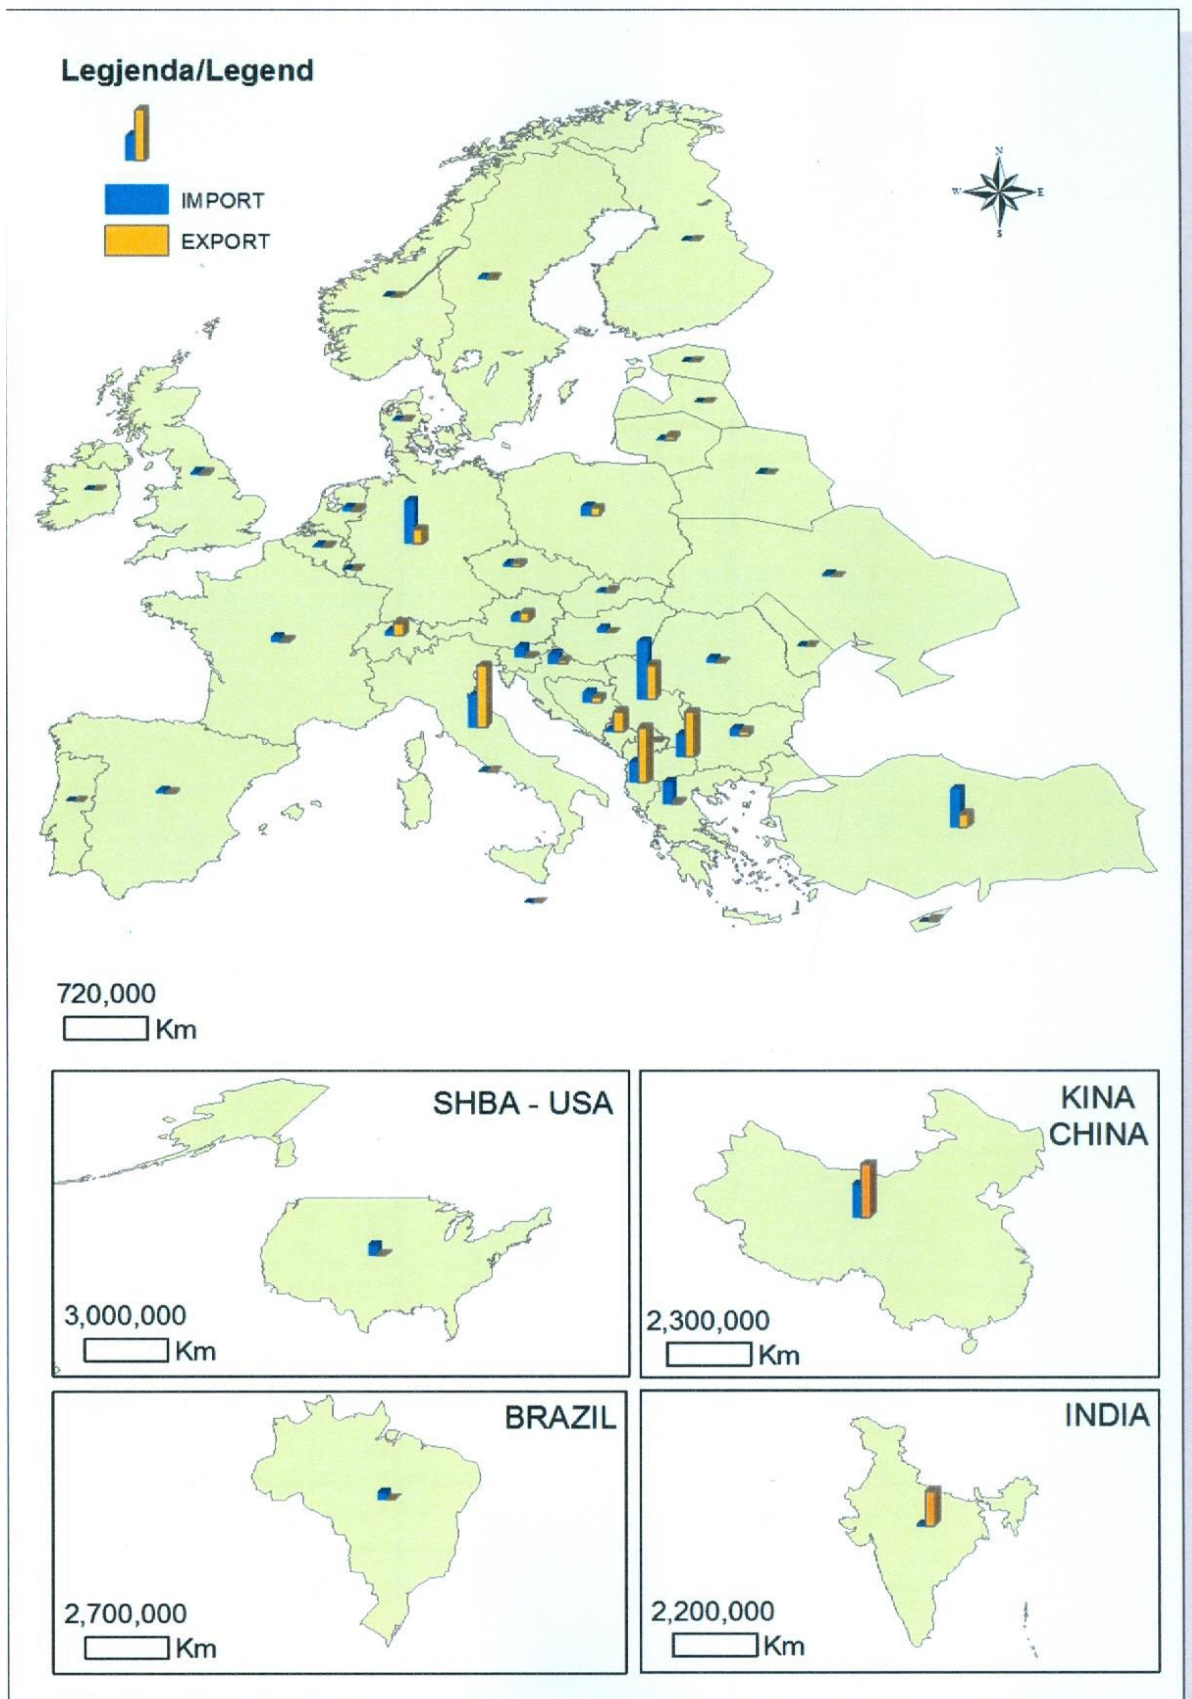 Legjenda/Legend
IMPORT
EXPORT
N
W
E
S
720,000
Km
SHBA - USA
3,000,000
Km
KINA
CHINA
2,300,000
Km
BRAZIL
2,700,000
Km
INDIA
2,200,000
Km